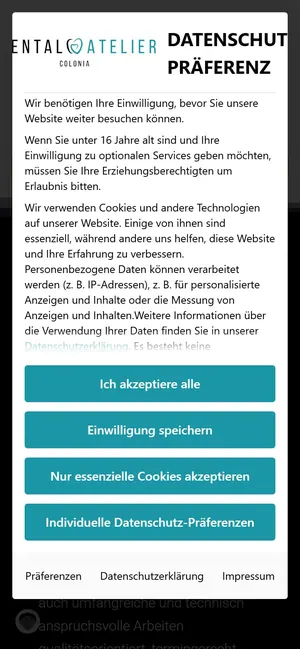 ENTAL ATELIER
COLONIA
DATENSCHUT
PRÄFERENZ
Wir benötigen Ihre Einwilligung, bevor Sie unsere
Website weiter besuchen können.
Wenn Sie unter 16 Jahre alt sind und Ihre
Einwilligung zu optionalen Services geben möchten,
müssen Sie Ihre Erziehungsberechtigten um
Erlaubnis bitten.
Wir verwenden Cookies und andere Technologien
auf unserer Website. Einige von ihnen sind
essenziell, während andere uns helfen, diese Website
und Ihre Erfahrung zu verbessern.
Personenbezogene Daten können verarbeitet
werden (z. B. IP-Adressen), z. B. für personalisierte
Anzeigen und Inhalte oder die Messung von
Anzeigen und Inhalten.Weitere Informationen über
die Verwendung Ihrer Daten finden Sie in unserer
Datenschutzerklärung. Es besteht keine
Ich akzeptiere alle
Einwilligung speichern
Nur essenzielle Cookies akzeptieren
Individuelle Datenschutz-Präferenzen
Präferenzen Datenschutzerklärung Impressum
auch umfangreiche und technisch
anspruchsvolle Arbeiten
qualitätsorientiert, termingerecht